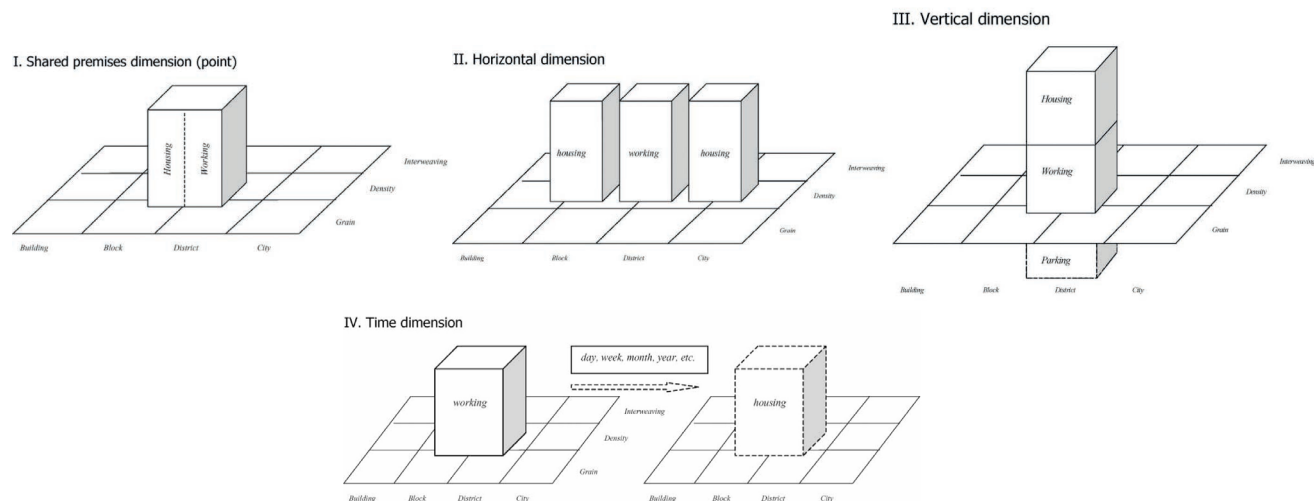 I. Shared premises dimension (point)
Housing
Working
Interweaving
Density
Grain
Building Block District City
II. Horizontal dimension
housing working housing
Interweaving
Density
Grain
Building Block District City
III. Vertical dimension
Housing
Working
Interweaving
Density
Grain
Parking
Building Block District City
IV. Time dimension
day, week, month, year, etc.
working
housing
Interweaving
Density
Grain
Building Block District City
Building Block District City